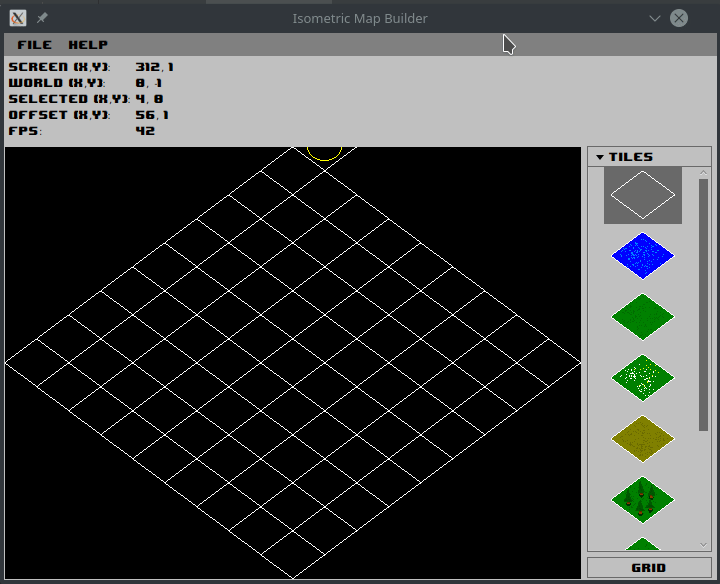 Isometric Map Builder
FILE HELP
SCREEN (X,Y): 312,1
WORLD (X,Y): 0,-1
SELECTED (X,Y): 4,0
OFFSET (X,Y): 56,1
FPS: 42
TILES
GRID